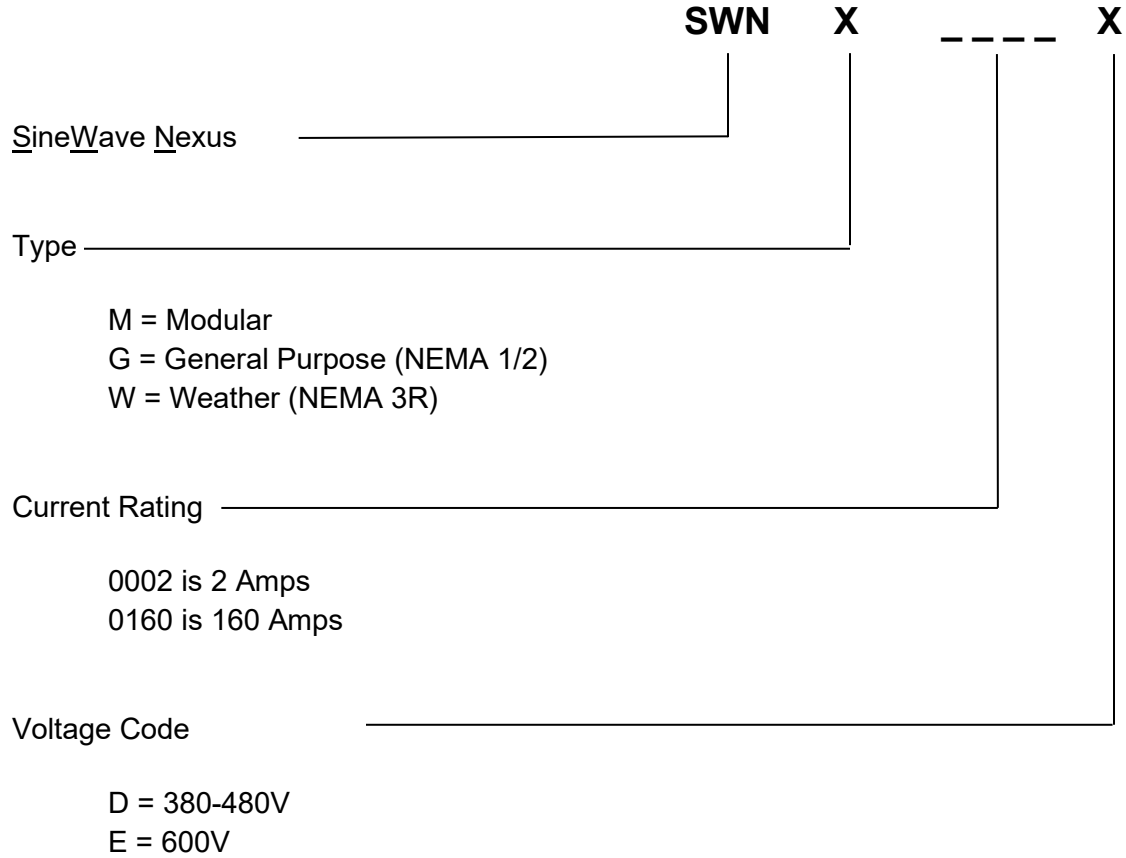 SWN X _ _ _ _ X
SineWave Nexus
Type
M = Modular
G = General Purpose (NEMA 1/2)
W = Weather (NEMA 3R)
Current Rating
0002 is 2 Amps
0160 is 160 Amps
Voltage Code
D = 380-480V
E = 600V